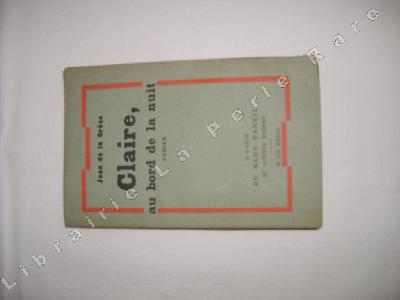 Jean de la Grèze
Claire,
au bord de la nuit
roman
A PARIS
AU SANS PAREIL
Librairie La Perle Rare